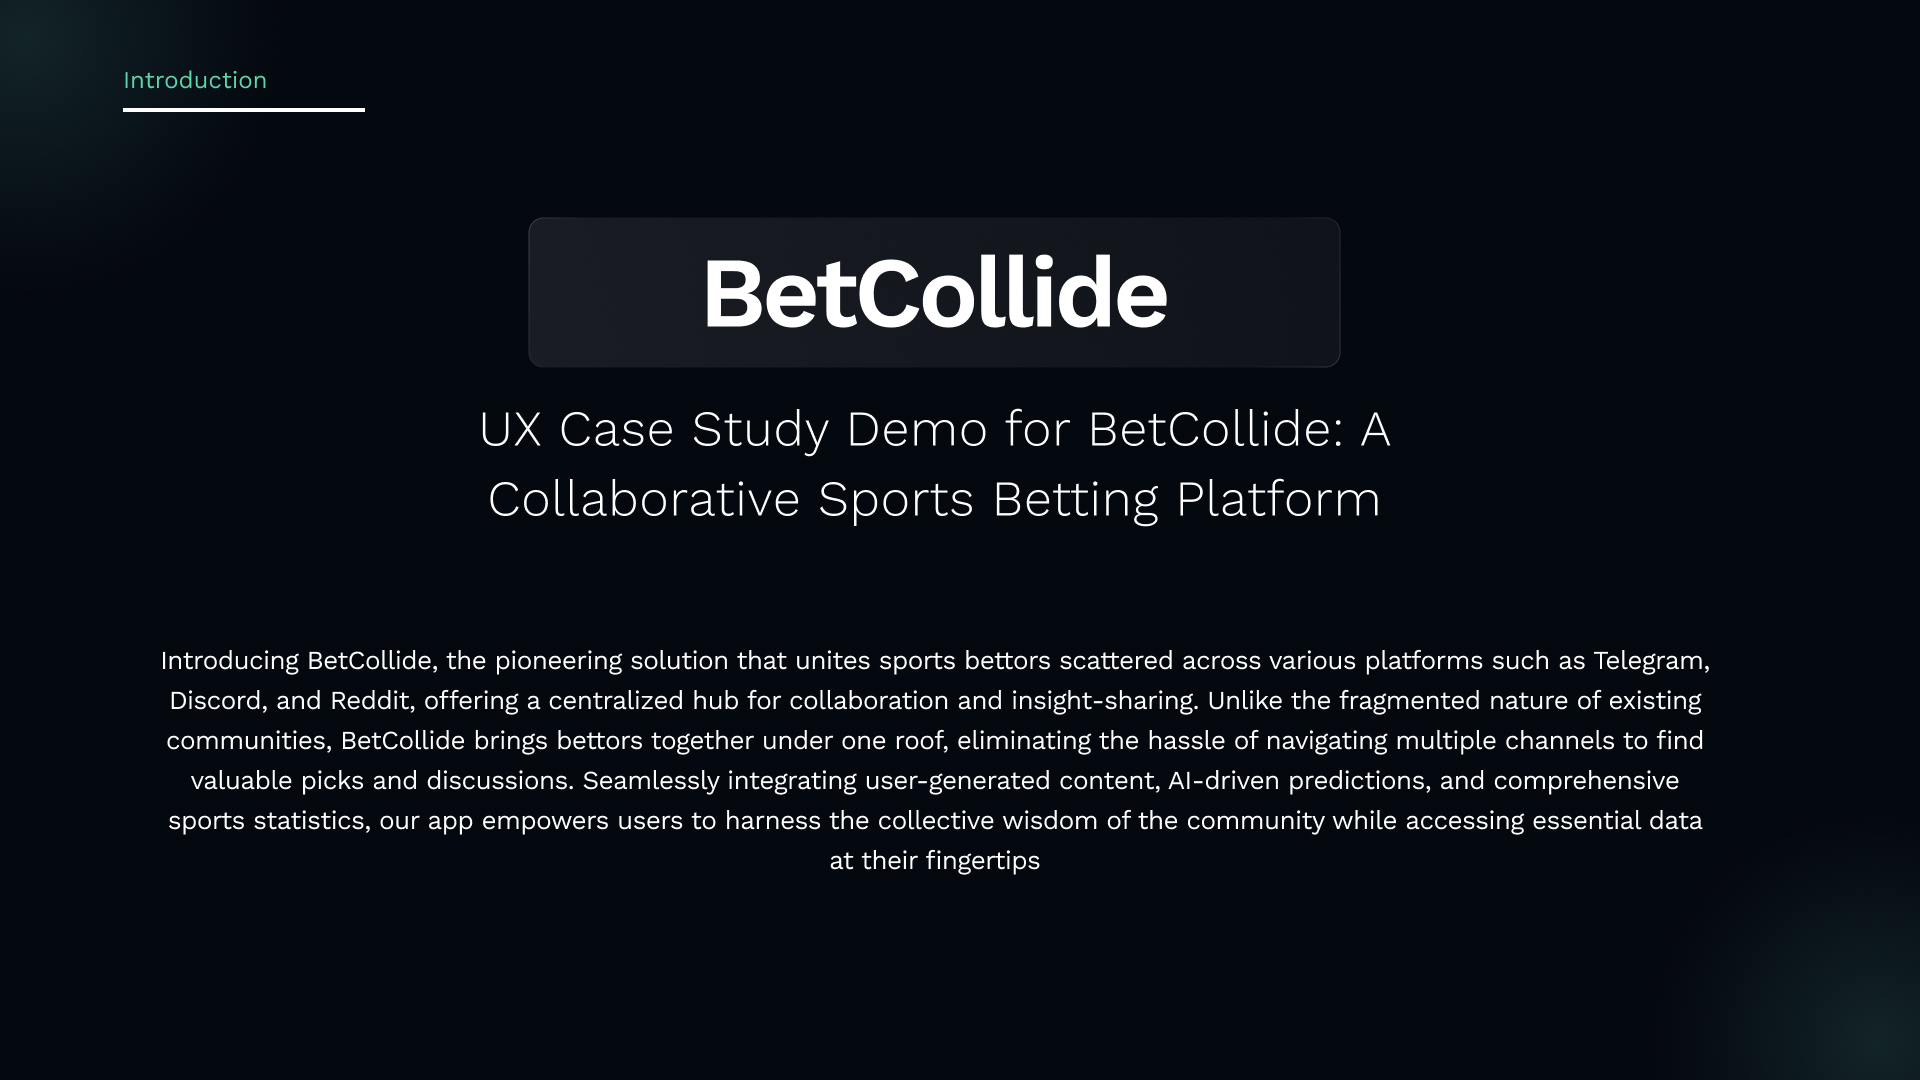 Introduction
BetCollide
UX Case Study Demo for BetCollide: A
Collaborative Sports Betting Platform
Introducing BetCollide, the pioneering solution that unites sports bettors scattered across various platforms such as Telegram,
Discord, and Reddit, offering a centralized hub for collaboration and insight-sharing. Unlike the fragmented nature of existing
communities, BetCollide brings bettors together under one roof, eliminating the hassle of navigating multiple channels to find
valuable picks and discussions. Seamlessly integrating user-generated content, AI-driven predictions, and comprehensive
sports statistics, our app empowers users to harness the collective wisdom of the community while accessing essential data
at their fingertips